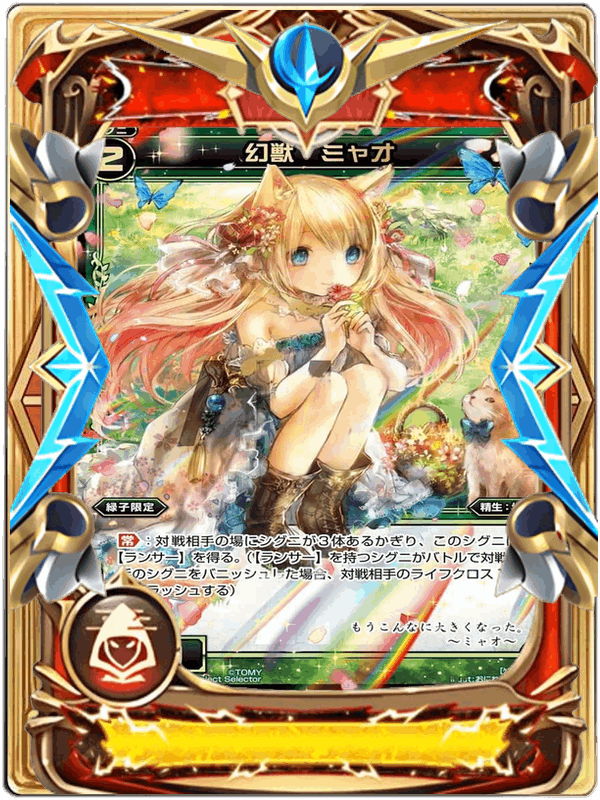 2
幻獣 ミャオ
緑子限定
精生：
常：対戦相手の場にシグニが３体あるかぎり、このシグニ
【ランサー】を得る。（【ランサー】を持つシグニがバトルで対戦
のシグニをバニッシュした場合、対戦相手のライフクロス
ラッシュする）
もうこんなに大きくなった。
～ミャオ～
©TOMY
ect Selector